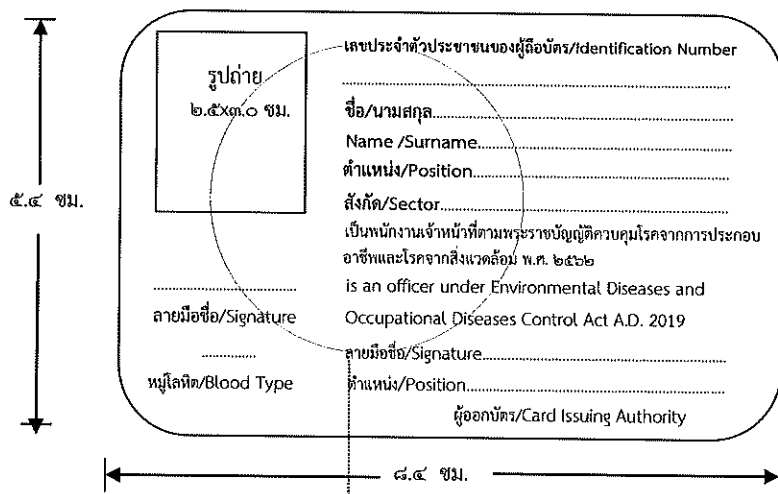 รูปถ่าย
๒.๕x๓.๐ ซม.
เลขประจำตัวประชาชนของผู้ถือบัตร/Identification Number
ชื่อ/นามสกุล
Name /Surname
ตำแหน่ง/Position
สังกัด/Sector
เป็นพนักงานเจ้าหน้าที่ตามพระราชบัญญัติควบคุมโรคจากการประกอบ
อาชีพและโรคจากสิ่งแวดล้อม พ.ศ. ๒๕๖๒
is an officer under Environmental Diseases and
Occupational Diseases Control Act A.D. 2019
ลายมือชื่อ/Signature
หมู่โลหิต/Blood Type
ลายมือชื่อ/Signature
ตำแหน่ง/Position
ผู้ออกบัตร/Card Issuing Authority
๕.๔ ซม.
๘.๔ ซม.